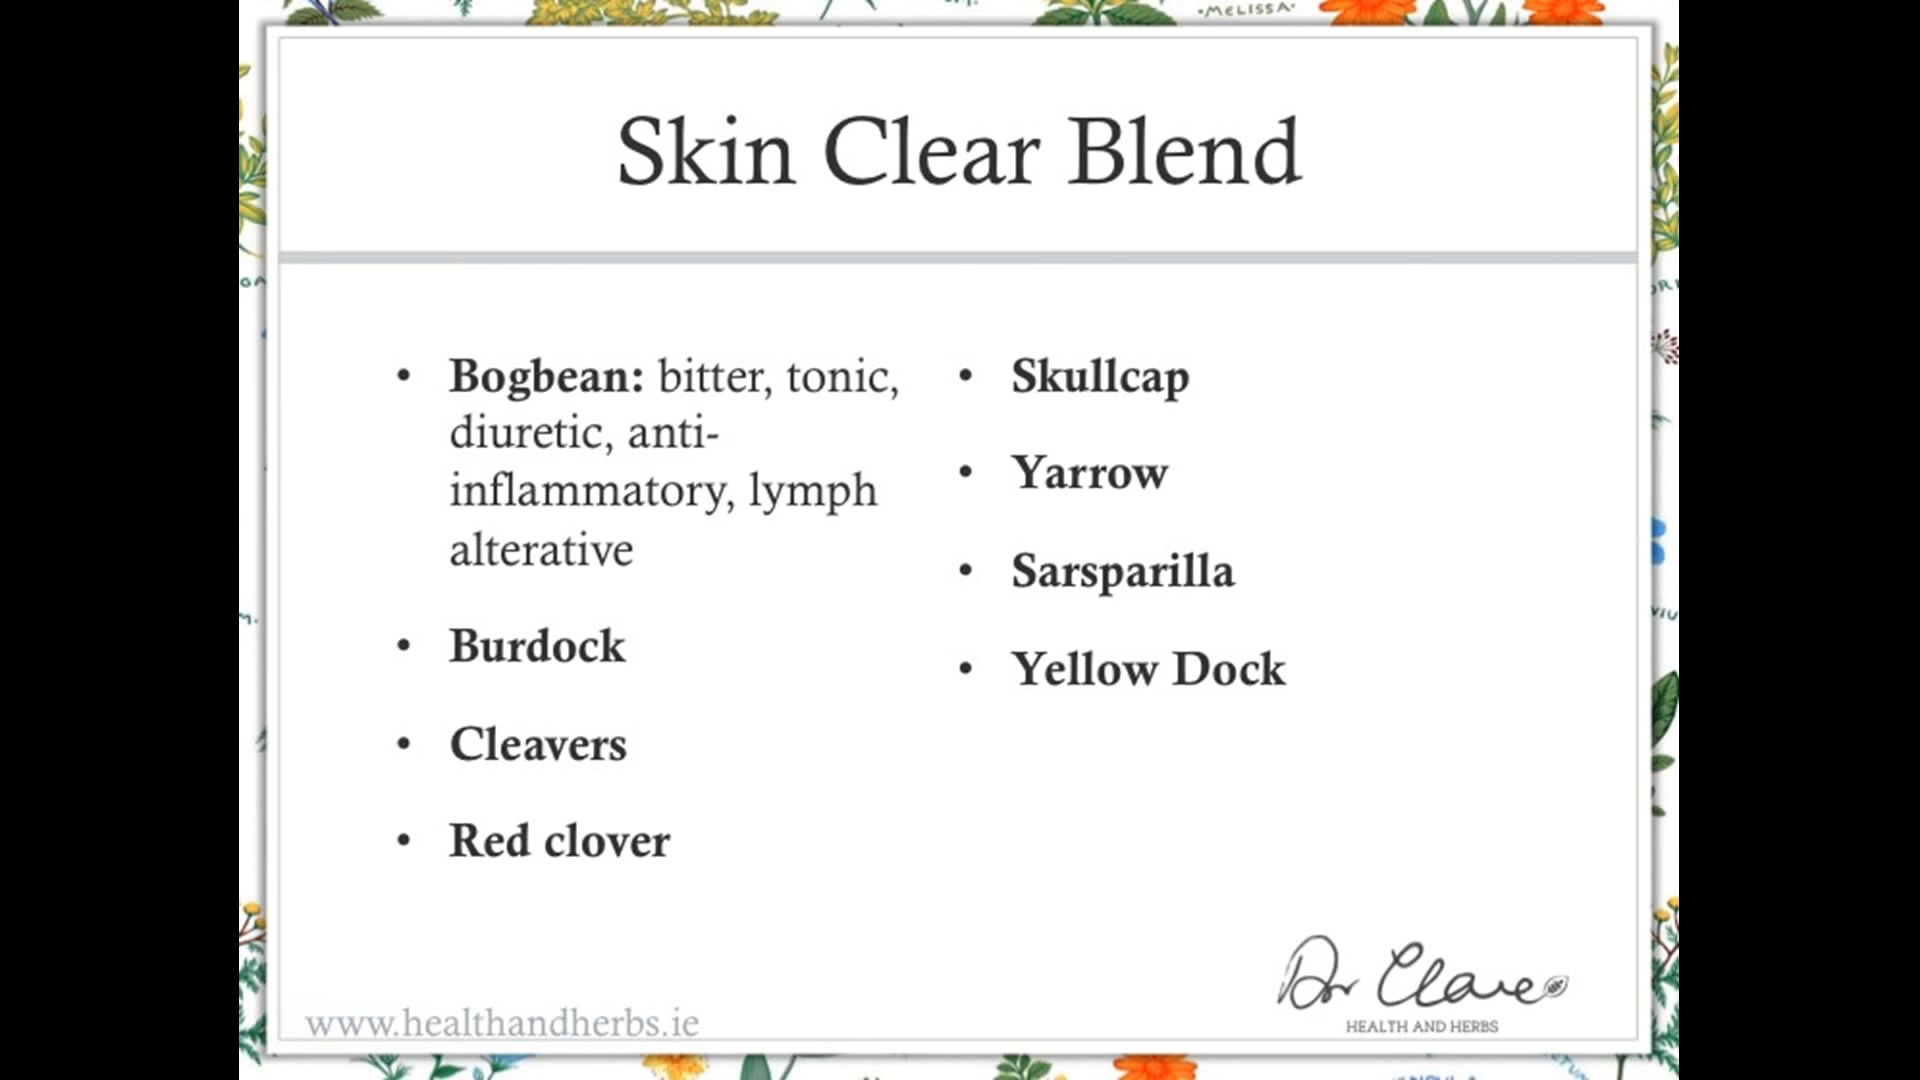 ·MELISSA·
Skin Clear Blend
• Bogbean: bitter, tonic,
diuretic, anti-
inflammatory, lymph
alterative
• Burdock
• Cleavers
• Red clover
• Skullcap
• Yarrow
• Sarsparilla
• Yellow Dock
Dr Clare
HEALTH AND HERBS
www.healthandherbs.ie